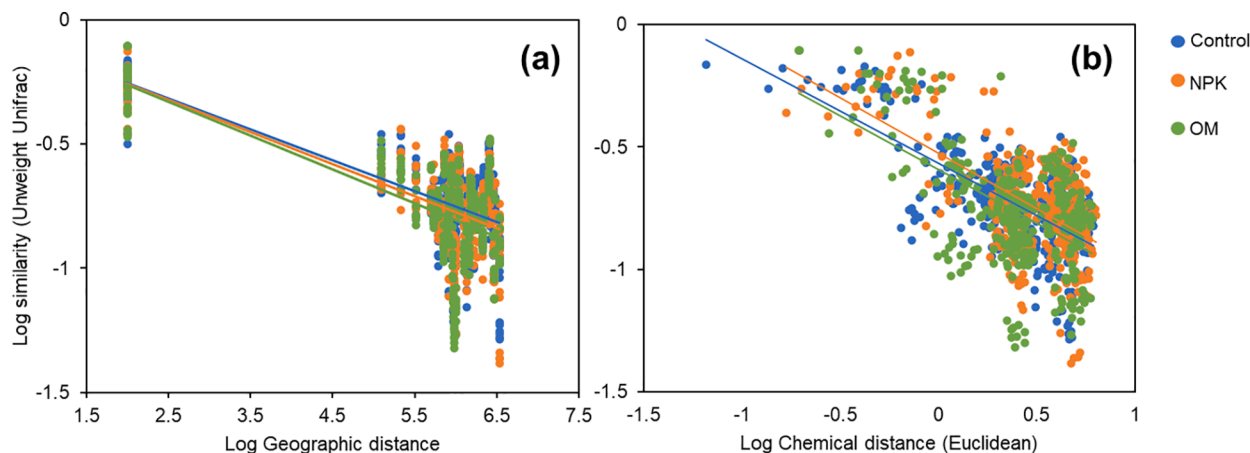 Log similarity (Unweight Unifrac)
0
-0.5
-1
-1.5
(a)
1.5 2.5 3.5 4.5 5.5 6.5 7.5
Log Geographic distance
0
-0.5
-1
-1.5
(b)
-1 -0.5 0 0.5 1
Log Chemical distance (Euclidean)
Control
NPK
OM